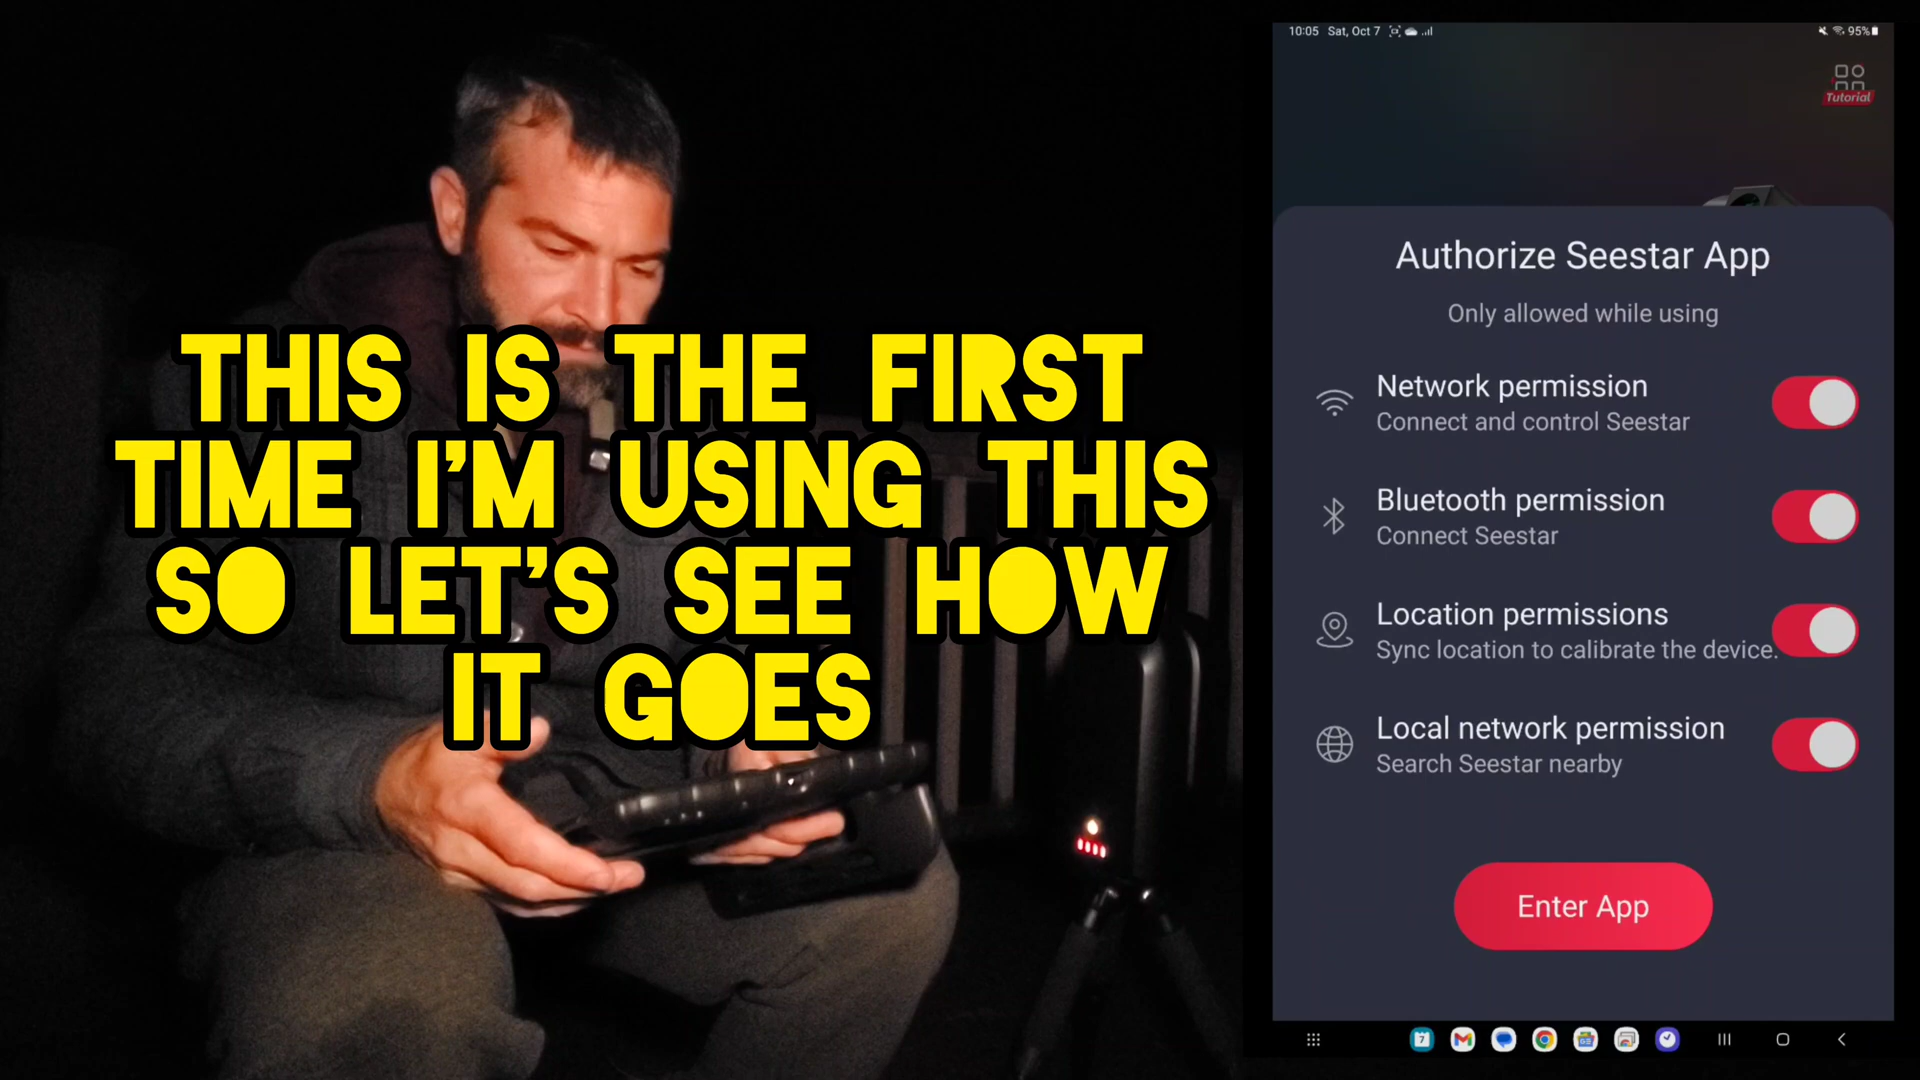 THIS IS THE FIRST
TIME I'M USING THIS
SO LET'S SEE HOW
IT GOES
10:05 Sat, Oct 7
95%
Tutorial
Authorize Seestar App
Only allowed while using
Network permission
Connect and control Seestar
Bluetooth permission
Connect Seestar
Location permissions
Sync location to calibrate the device.
Local network permission
Search Seestar nearby
Enter App
7